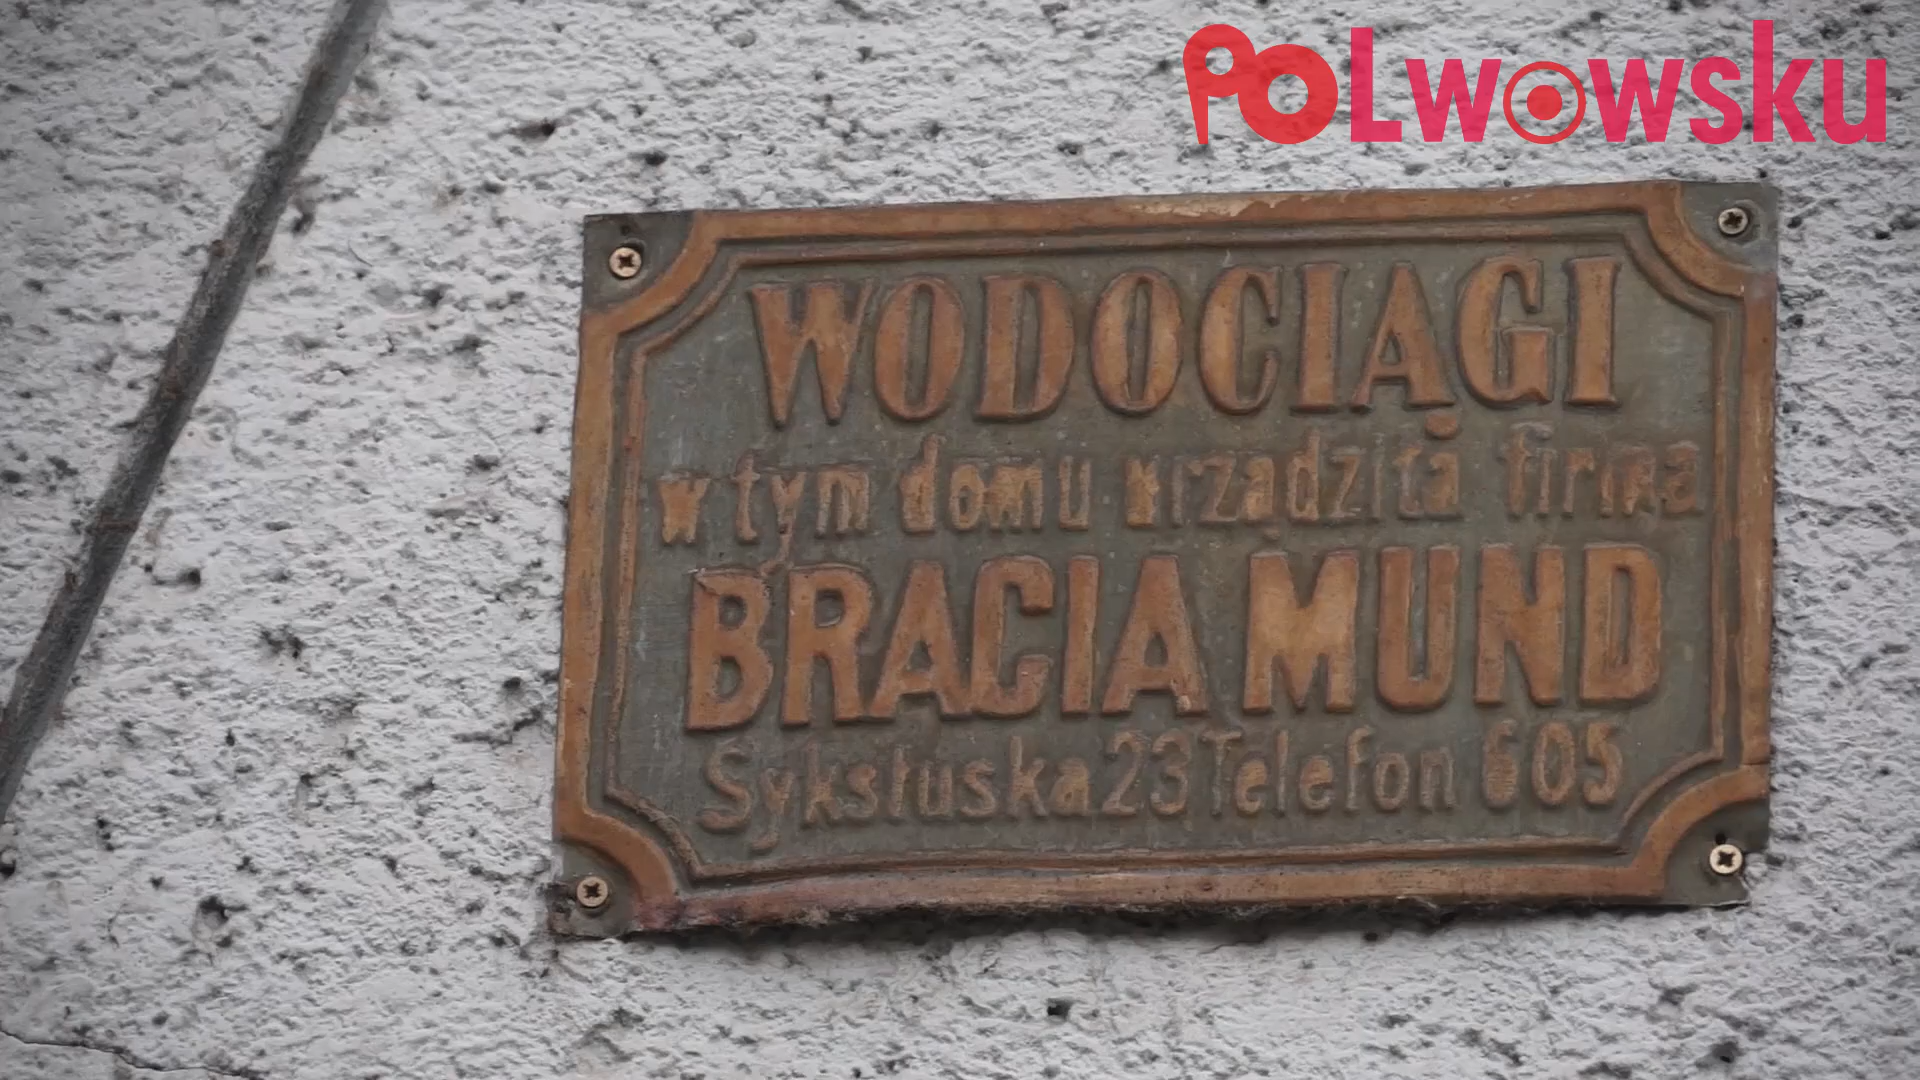 POLwowsku
WODOCIĄGI
w tym domu urządziła firma
BRACIA MUND
Sykstuska 23 Telefon 605